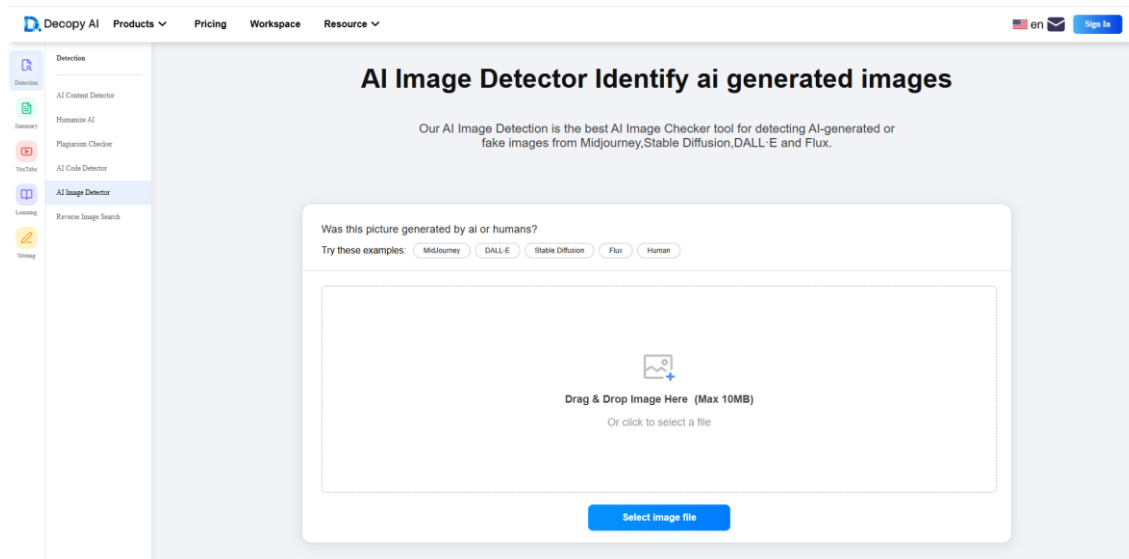 Decopy AI Products Pricing Workspace Resource en Sign In
Detection
Summary
YouTube
Learning
Writing
Detection
AI Content Detector
Humanize AI
Plagiarism Checker
AI Code Detector
AI Image Detector
Reverse Image Search
AI Image Detector Identify ai generated images
Our AI Image Detection is the best AI Image Checker tool for detecting AI-generated or
fake images from Midjourney,Stable Diffusion,DALL·E and Flux.
Was this picture generated by ai or humans?
Try these examples: MidJourney DALL-E Stable Diffusion Flux Human
Drag & Drop Image Here (Max 10MB)
Or click to select a file
Select image file